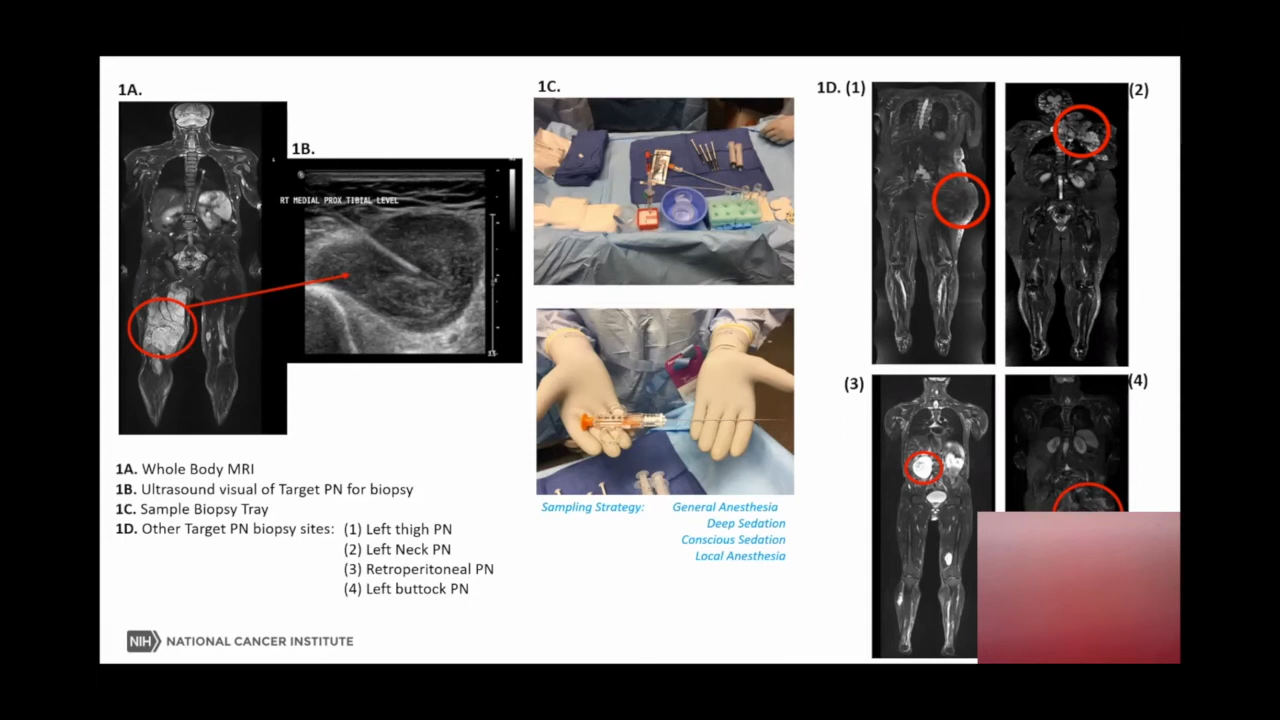 1A.
1B.
RT MEDIAL PROX TIBIAL LEVEL
1C.
1D. (1)
(2)
(3)
(4)
1A. Whole Body MRI
1B. Ultrasound visual of Target PN for biopsy
1C. Sample Biopsy Tray
1D. Other Target PN biopsy sites: (1) Left thigh PN
(2) Left Neck PN
(3) Retroperitoneal PN
(4) Left buttock PN
Sampling Strategy: General Anesthesia
Deep Sedation
Conscious Sedation
Local Anesthesia
NIH NATIONAL CANCER INSTITUTE